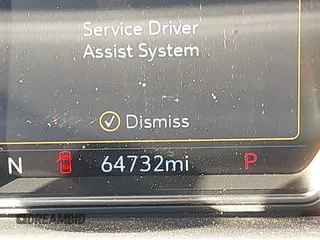 Service Driver
Assist System
Dismiss
N 64732mi P
DREAMBID